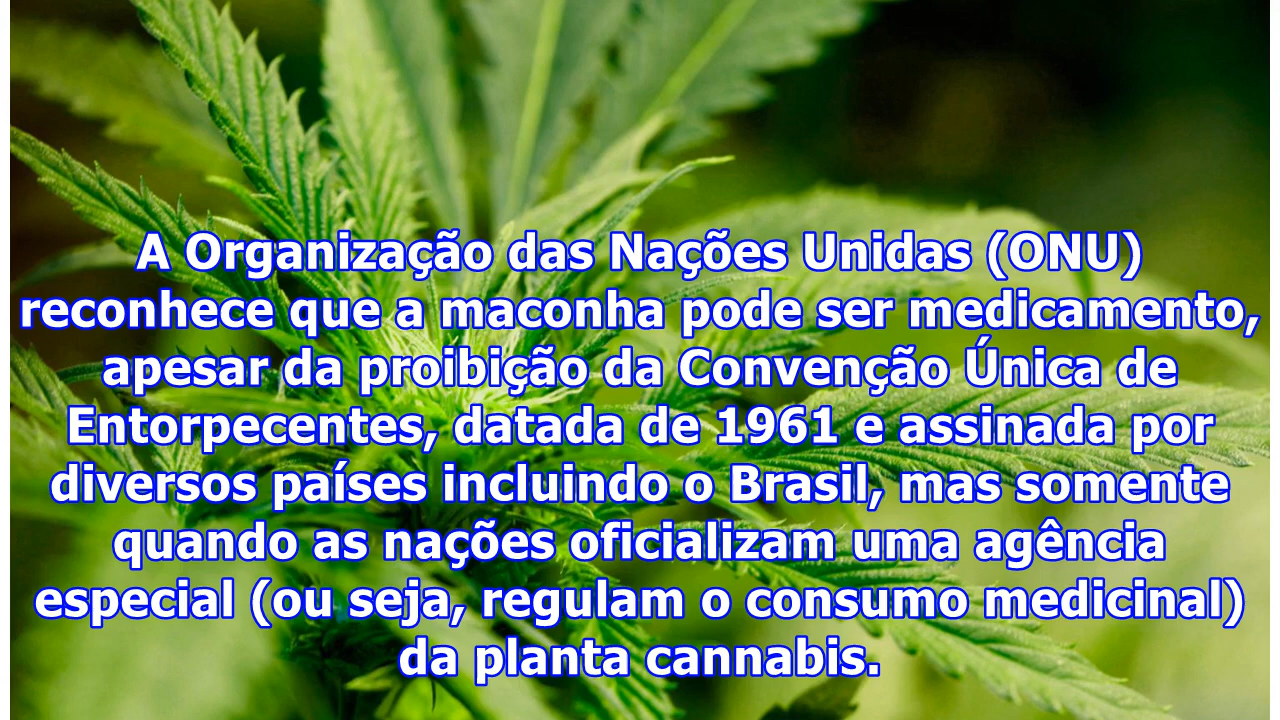 A Organização das Nações Unidas (ONU)
reconhece que a maconha pode ser medicamento,
apesar da proibição da Convenção Única de
Entorpecentes, datada de 1961 e assinada por
diversos países incluindo o Brasil, mas somente
quando as nações oficializam uma agência
especial (ou seja, regulam o consumo medicinal)
da planta cannabis.